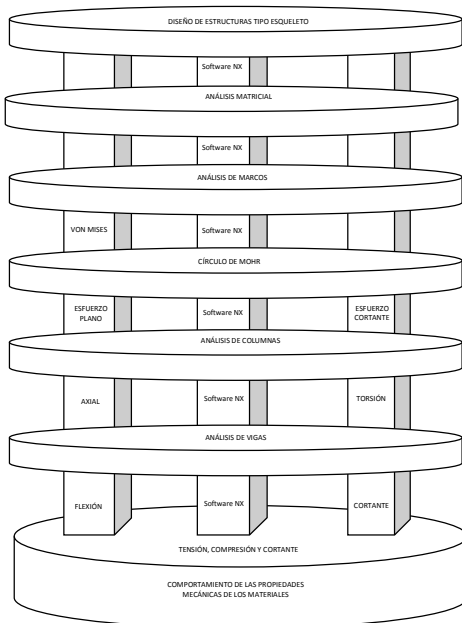 DISEÑO DE ESTRUCTURAS TIPO ESQUELETO
Software NX
ANÁLISIS MATRICIAL
Software NX
ANÁLISIS DE MARCOS
VON MISES
Software NX
CÍRCULO DE MOHR
ESFUERZO
PLANO
Software NX
ESFUERZO
CORTANTE
ANÁLISIS DE COLUMNAS
AXIAL
Software NX
TORSIÓN
ANÁLISIS DE VIGAS
FLEXIÓN
Software NX
CORTANTE
TENSIÓN, COMPRESIÓN Y CORTANTE
COMPORTAMIENTO DE LAS PROPIEDADES
MECÁNICAS DE LOS MATERIALES